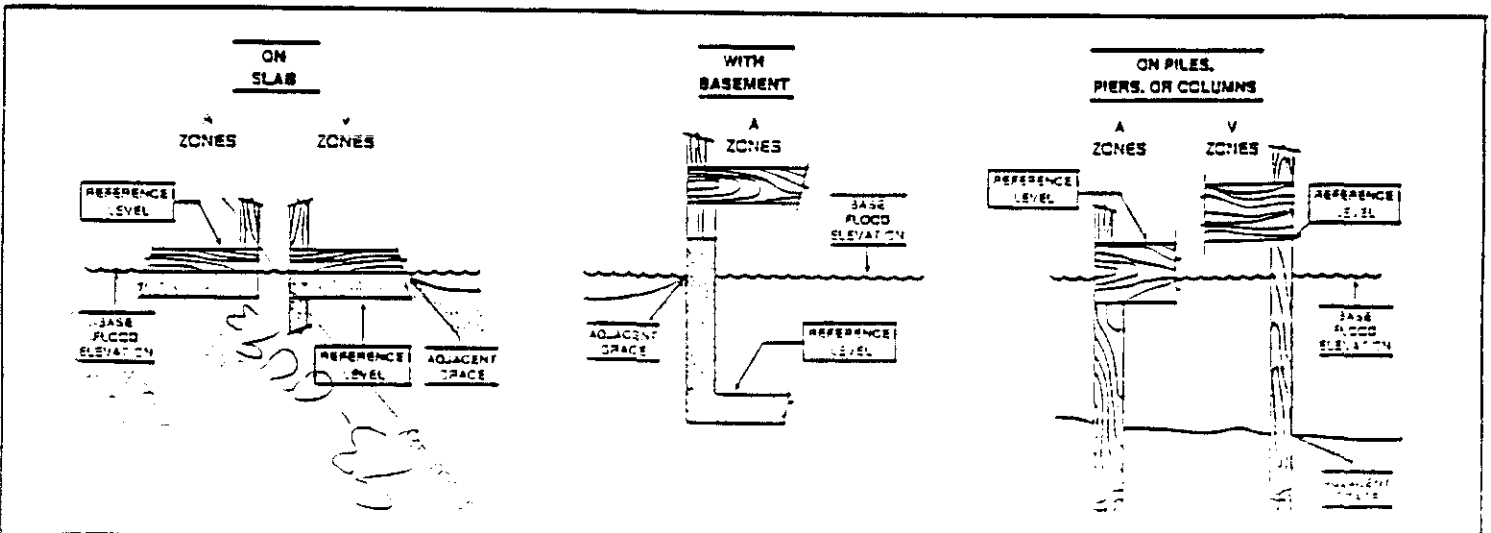 ON
SLAB
ZONES
ZONES
REFERENCE
LEVEL
BASE
FLOOD
ELEVATION
REFERENCE
LEVEL
ADJACENT
GRADE
WITH
BASEMENT
A
ZONES
BASE
FLOOD
ELEVATION
ADJACENT
GRADE
REFERENCE
LEVEL
ON PILES,
PIERS, OR COLUMNS
A
ZONES
V
ZONES
REFERENCE
LEVEL
REFERENCE
LEVEL
BASE
FLOOD
ELEVATION
ADJACENT